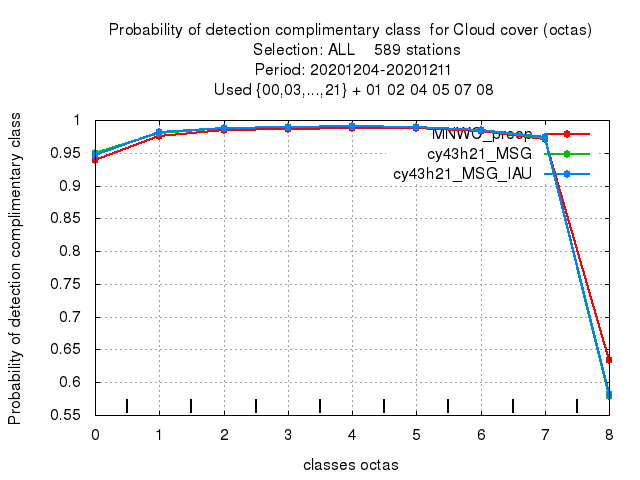 Probability of detection complimentary class for Cloud cover (octas)
Selection: ALL 589 stations
Period: 20201204-20201211
Used {00,03,...,21} + 01 02 04 05 07 08
Probability of detection complimentary class
1
0.95
0.9
0.85
0.8
0.75
0.7
0.65
0.6
0.55
MNWC_preop
cy43h21_MSG
cy43h21_MSG_IAU
0 1 2 3 4 5 6 7 8
classes octas